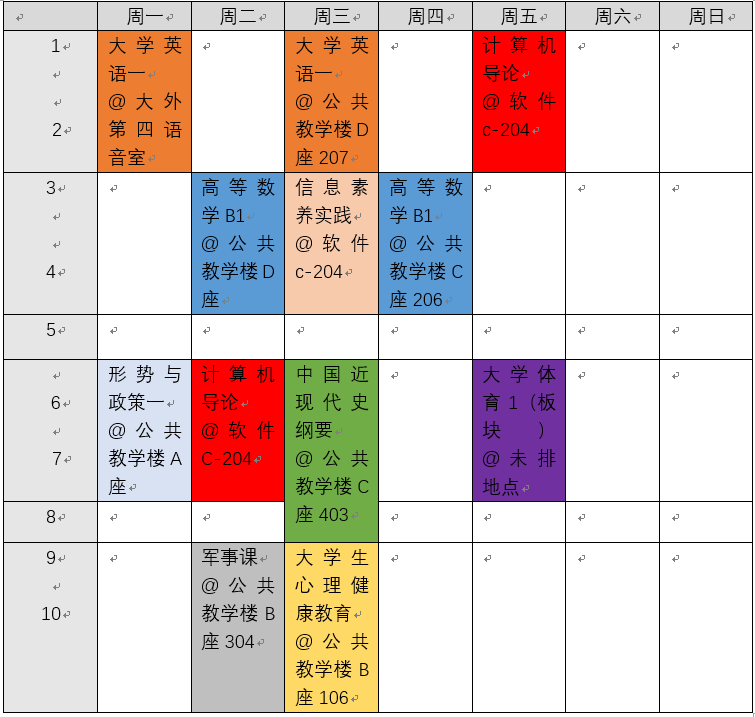 周一 周二 周三 周四 周五 周六 周日
1
2
大学英
语一
@大外
第四语
音室
大学英
语一
@公共
教学楼D
座207
计算机
导论
@软件
c-204
3
4
高等数
学B1
@公共
教学楼D
座
信息素
养实践
@软件
c-204
高等数
学B1
@公共
教学楼C
座206
5
6
7
形势与
政策一
@公共
教学楼A
座
计算机
导论
@软件
C-204
中国近
现代史
纲要
@公共
教学楼C
座403
大学体
育1（板
块）
@未排
地点
8
9
10
军事课
@公共
教学楼B
座304
大学生
心理健
康教育
@公共
教学楼B
座106